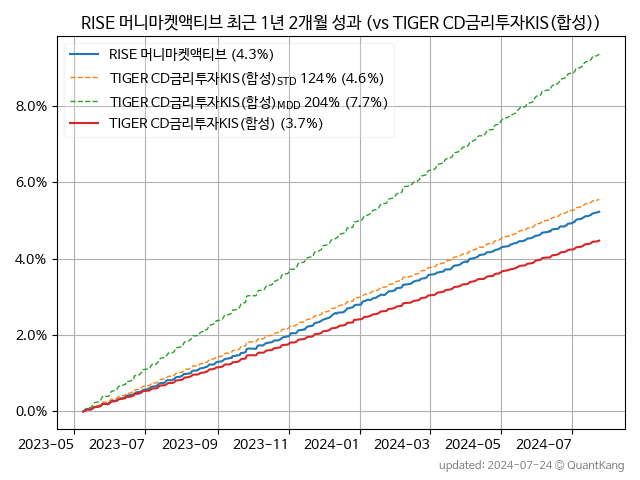 RISE 머니마켓액티브 최근 1년 2개월 성과 (vs TIGER CD금리투자KIS(합성))
RISE 머니마켓액티브 (4.3%)
TIGER CD금리투자KIS(합성)STD 124% (4.6%)
TIGER CD금리투자KIS(합성)MDD 204% (7.7%)
TIGER CD금리투자KIS(합성) (3.7%)
8.0%
6.0%
4.0%
2.0%
0.0%
2023-05 2023-07 2023-09 2023-11 2024-01 2024-03 2024-05 2024-07
updated: 2024-07-24 © QuantKang